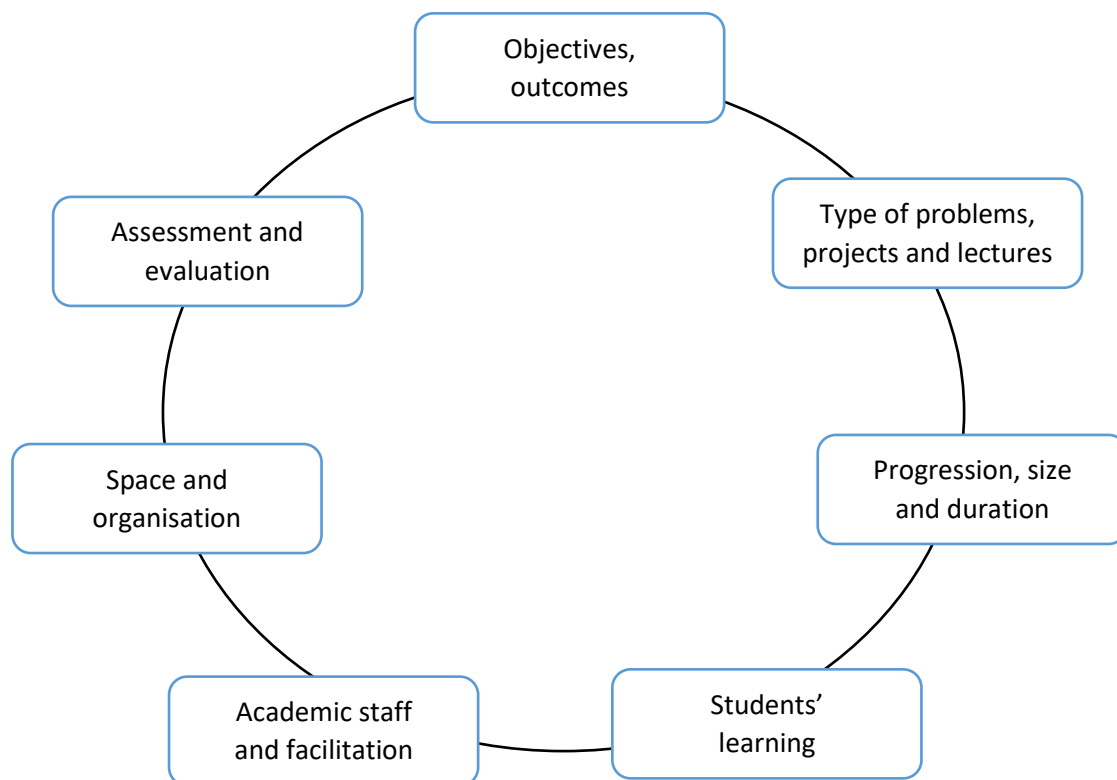 Objectives,
outcomes
Type of problems,
projects and lectures
Progression, size
and duration
Students’
learning
Academic staff
and facilitation
Space and
organisation
Assessment and
evaluation